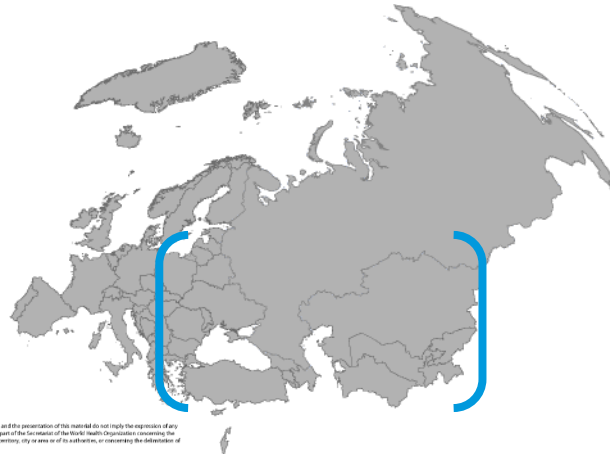 and the presentation of this material do not imply the expression of any
part of the Secretariat of the World Health Organization concerning the
territory, city or area or of its authorities, or concerning the delimitation of